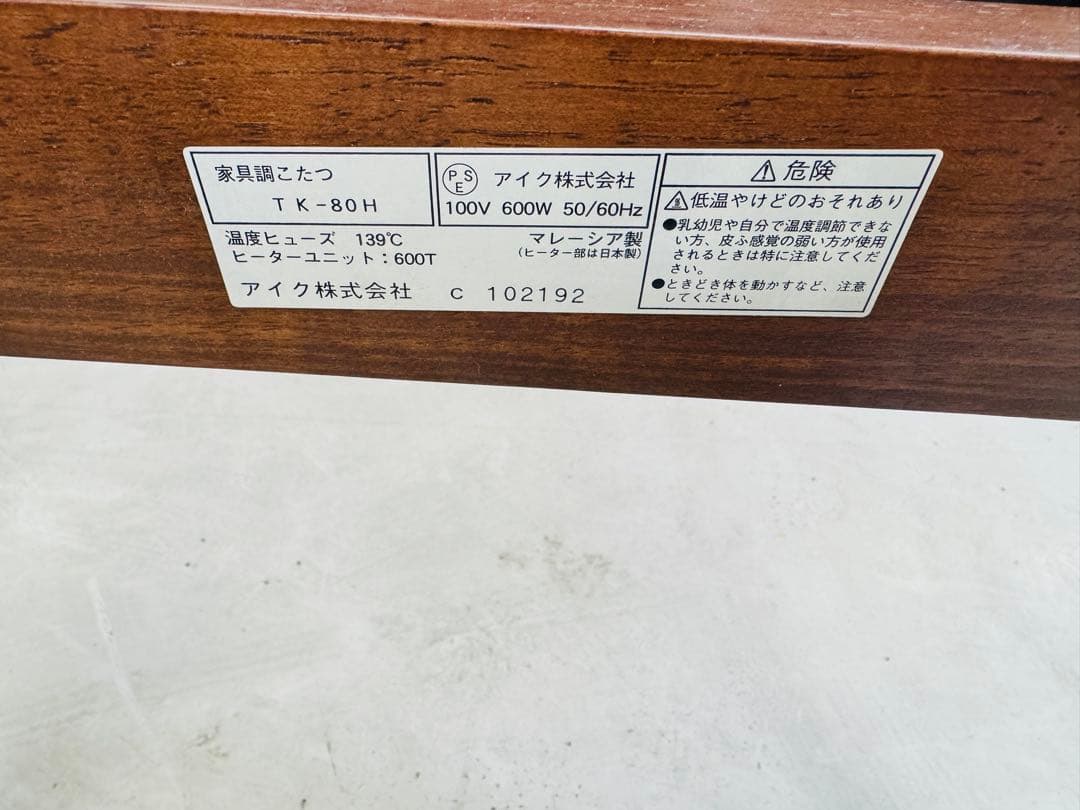 家具調こたつ
TK-80H
PSE アイク株式会社
100V 600W 50/60Hz
温度ヒューズ 139℃
ヒーターユニット：600T
マレーシア製
（ヒーター部は日本製）
アイク株式会社 C 102192
⚠危険
⚠低温やけどのおそれあり
●乳幼児や自分で温度調節できな
い方、皮ふ感覚の弱い方が使用
されるときは特に注意してくだ
さい。
●ときどき体を動かすなど、注意
してください。